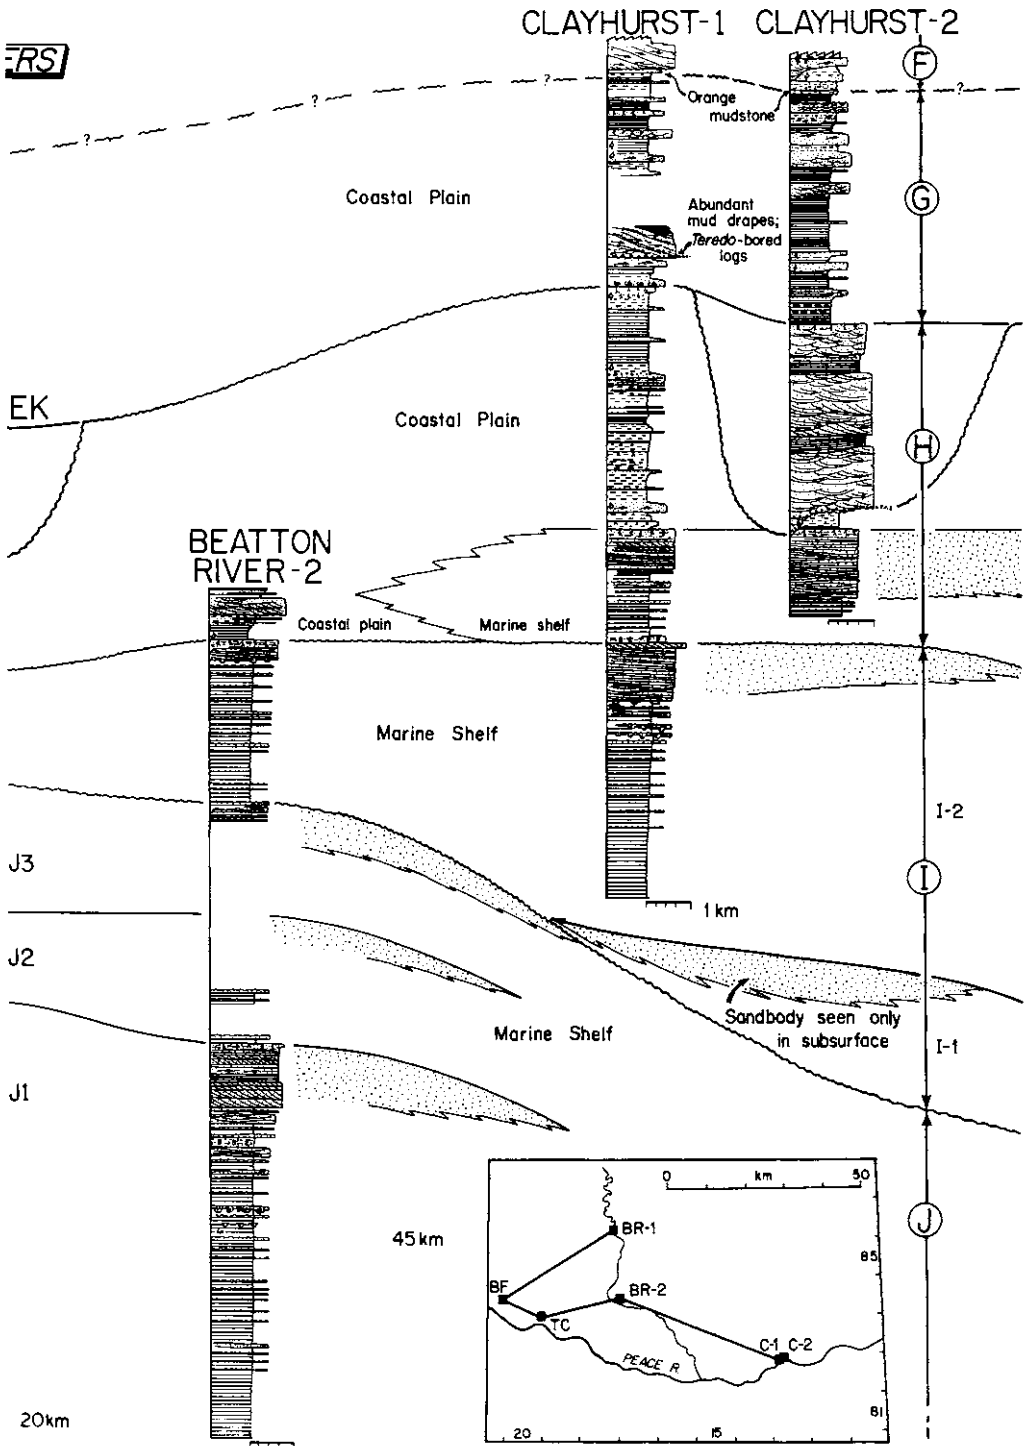 CLAYHURST-1 CLAYHURST-2
ERS
F
?
?
?
?
?
Orange
mudstone
Coastal Plain
G
Abundant
mud drapes;
Teredo-bored
logs
EK
Coastal Plain
H
BEATTON
RIVER-2
Coastal plain
Marine shelf
Marine Shelf
I-2
J3
I
1 km
J2
Sandbody seen only
in subsurface
Marine Shelf
I-1
J1
0 km 50
J
45 km
BR-1
85
BF
BR-2
TC
C-1 C-2
PEACE R.
81
20km
20
15